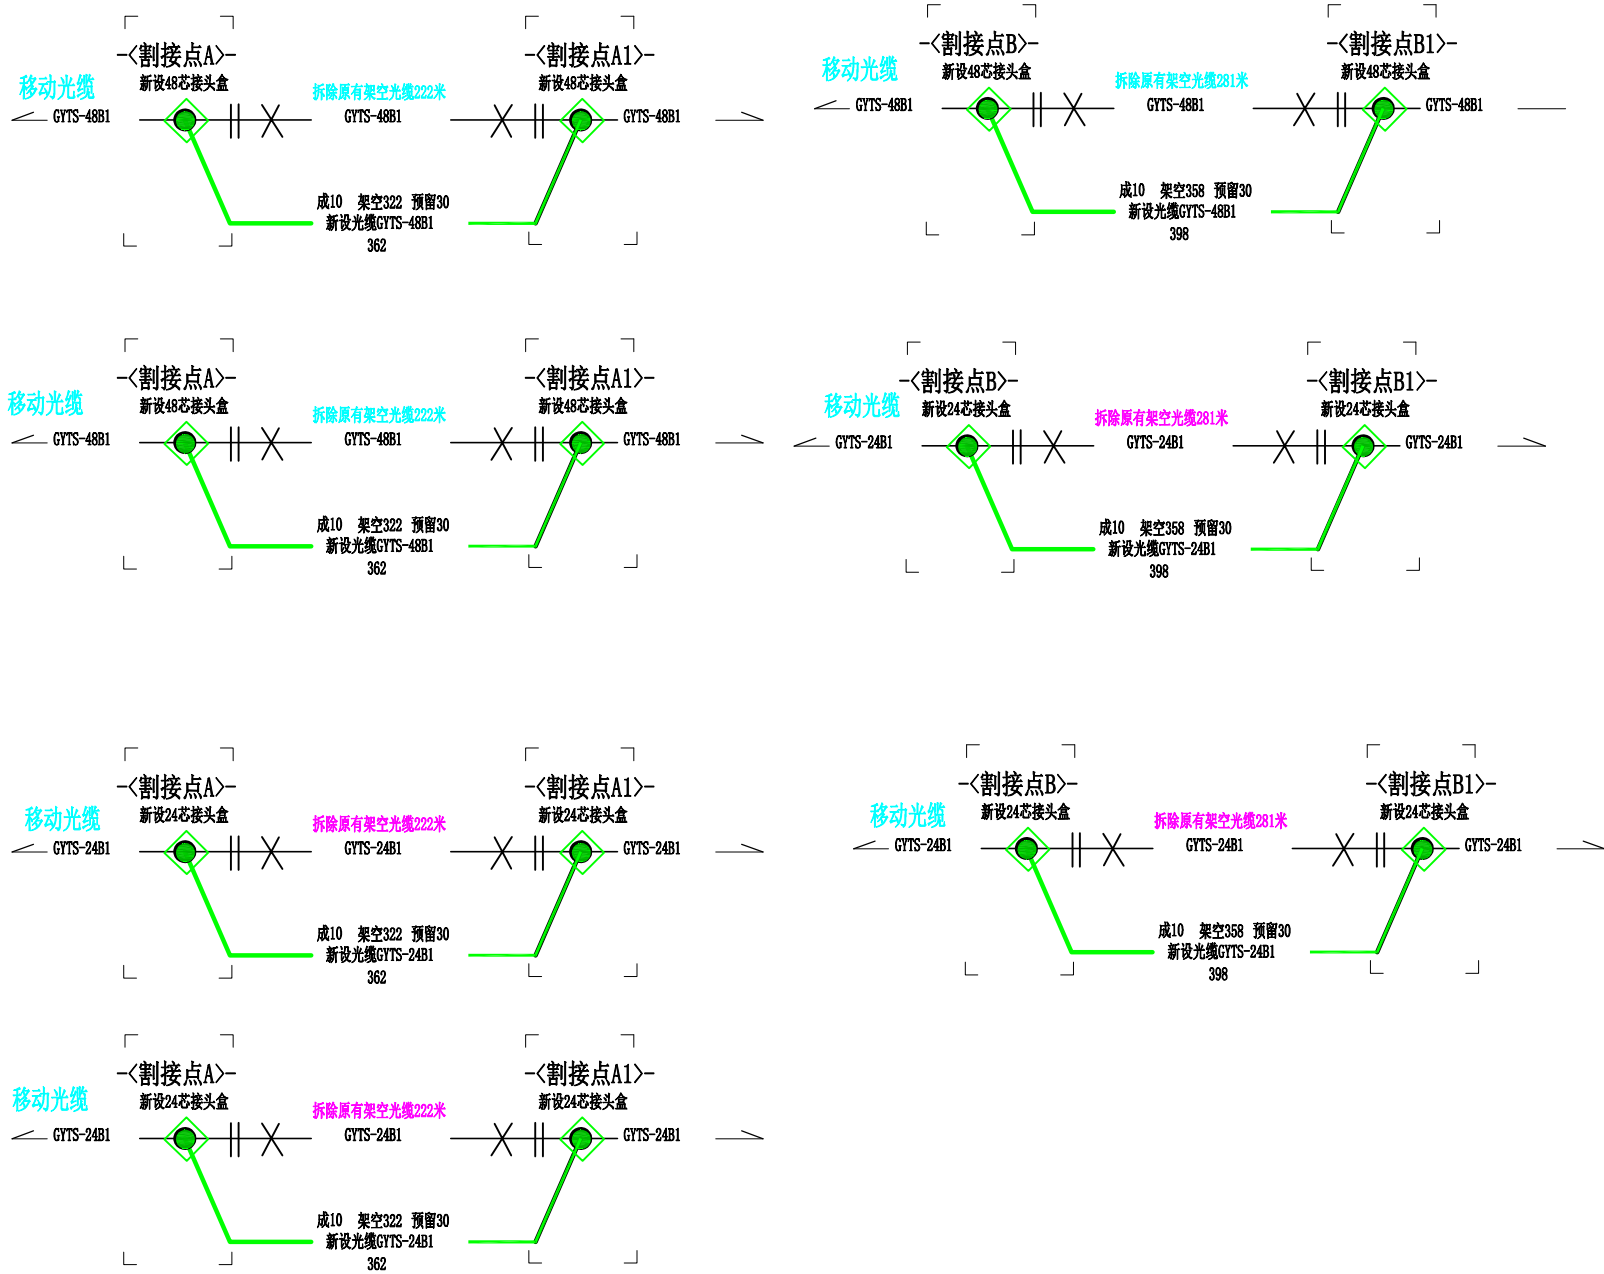 -<割接点A>-
新设48芯接头盒
移动光缆
GYTS-48B1
拆除原有架空光缆222米
GYTS-48B1
-<割接点A1>-
新设48芯接头盒
GYTS-48B1
成10 架空322 预留30
新设光缆GYTS-48B1
362
-<割接点B>-
新设48芯接头盒
移动光缆
GYTS-48B1
拆除原有架空光缆281米
GYTS-48B1
-<割接点B1>-
新设48芯接头盒
GYTS-48B1
成10 架空358 预留30
新设光缆GYTS-48B1
398
-<割接点A>-
新设48芯接头盒
移动光缆
GYTS-48B1
拆除原有架空光缆222米
GYTS-48B1
-<割接点A1>-
新设48芯接头盒
GYTS-48B1
成10 架空322 预留30
新设光缆GYTS-48B1
362
-<割接点B>-
新设24芯接头盒
移动光缆
GYTS-24B1
拆除原有架空光缆281米
GYTS-24B1
-<割接点B1>-
新设24芯接头盒
GYTS-24B1
成10 架空358 预留30
新设光缆GYTS-24B1
398
-<割接点A>-
新设24芯接头盒
移动光缆
GYTS-24B1
拆除原有架空光缆222米
GYTS-24B1
-<割接点A1>-
新设24芯接头盒
GYTS-24B1
成10 架空322 预留30
新设光缆GYTS-24B1
362
-<割接点B>-
新设24芯接头盒
移动光缆
GYTS-24B1
拆除原有架空光缆281米
GYTS-24B1
-<割接点B1>-
新设24芯接头盒
GYTS-24B1
成10 架空358 预留30
新设光缆GYTS-24B1
398
-<割接点A>-
新设24芯接头盒
移动光缆
GYTS-24B1
拆除原有架空光缆222米
GYTS-24B1
-<割接点A1>-
新设24芯接头盒
GYTS-24B1
成10 架空322 预留30
新设光缆GYTS-24B1
362